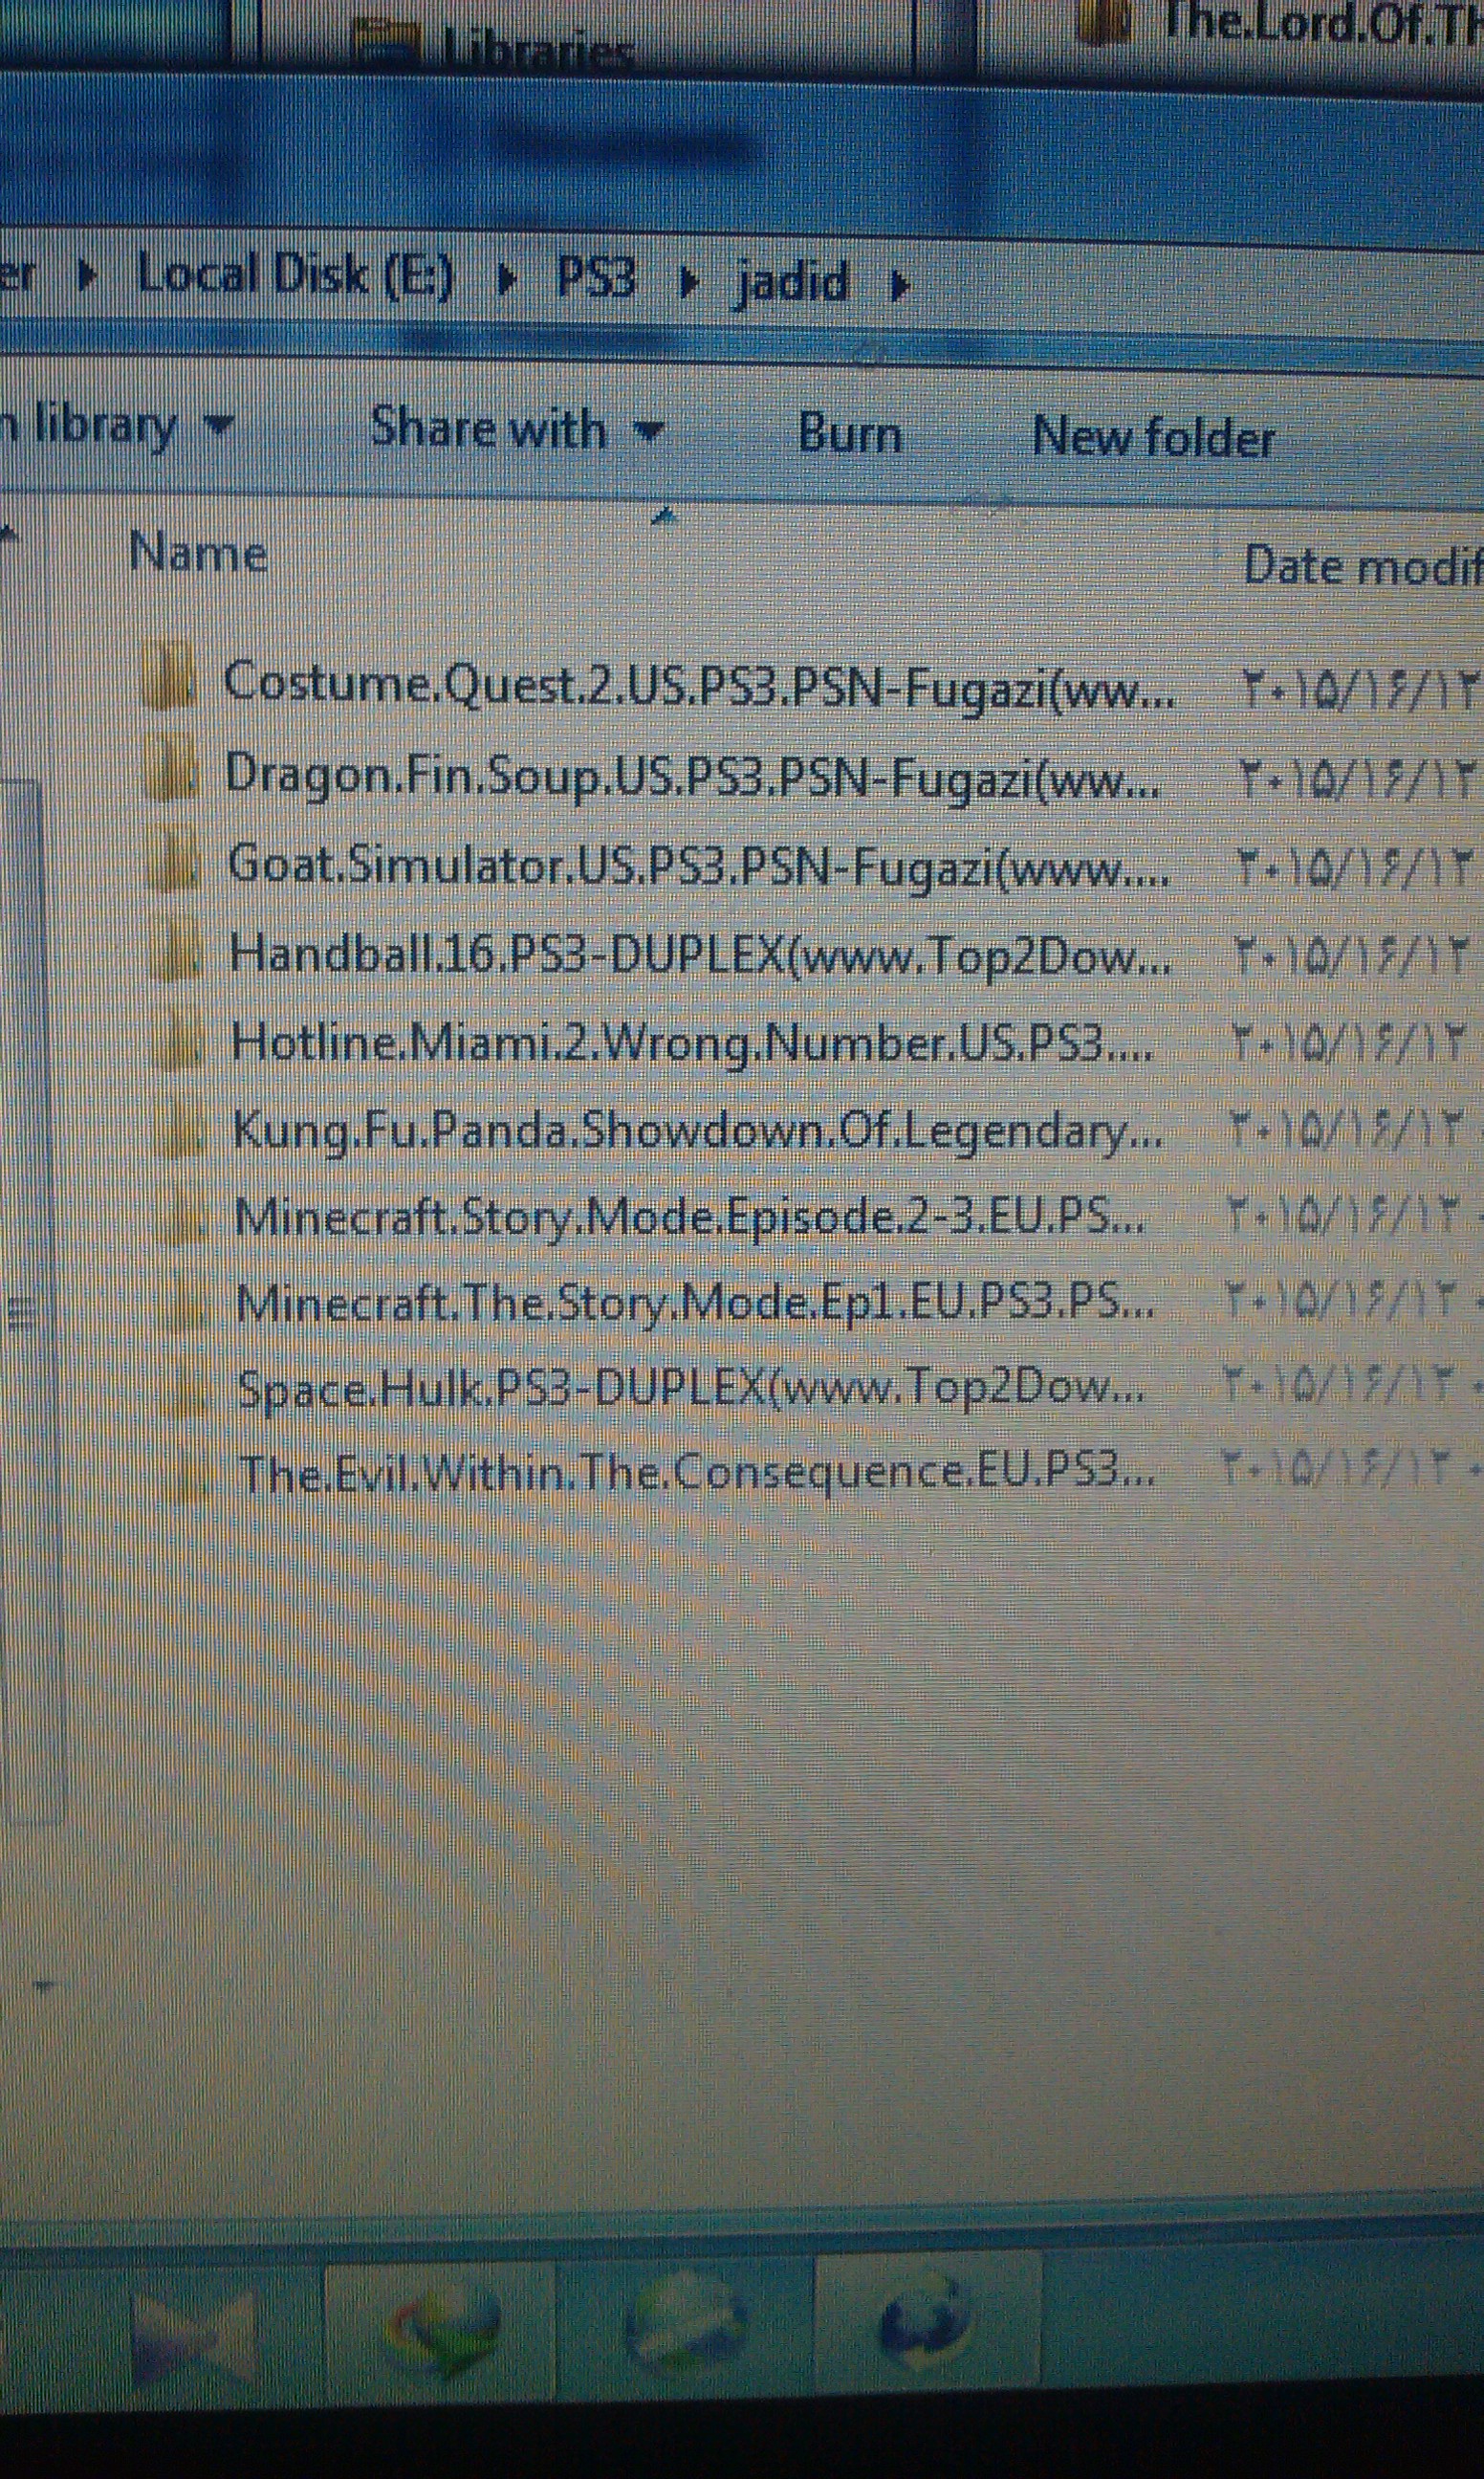 Libraries
The.Lord.Of.Th
er ▸ Local Disk (E:) ▸ PS3 ▸ jadid ▸
n library Share with Burn New folder
Name Date modif
Costume.Quest.2.US.PS3.PSN-Fugazi(ww... ۲۰۱۵/۱۶/۱۲
Dragon.Fin.Soup.US.PS3.PSN-Fugazi(ww... ۲۰۱۵/۱۶/۱۲
Goat.Simulator.US.PS3.PSN-Fugazi(www.... ۲۰۱۵/۱۶/۱۲
Handball.16.PS3-DUPLEX(www.Top2Dow... ۲۰۱۵/۱۶/۱۲
Hotline.Miami.2.Wrong.Number.US.PS3.... ۲۰۱۵/۱۶/۱۲
Kung.Fu.Panda.Showdown.Of.Legendary... ۲۰۱۵/۱۶/۱۲
Minecraft.Story.Mode.Episode.2-3.EU.PS... ۲۰۱۵/۱۶/۱۲
Minecraft.The.Story.Mode.Ep1.EU.PS3.PS... ۲۰۱۵/۱۶/۱۲
Space.Hulk.PS3-DUPLEX(www.Top2Dow... ۲۰۱۵/۱۶/۱۲
The.Evil.Within.The.Consequence.EU.PS3... ۲۰۱۵/۱۶/۱۲